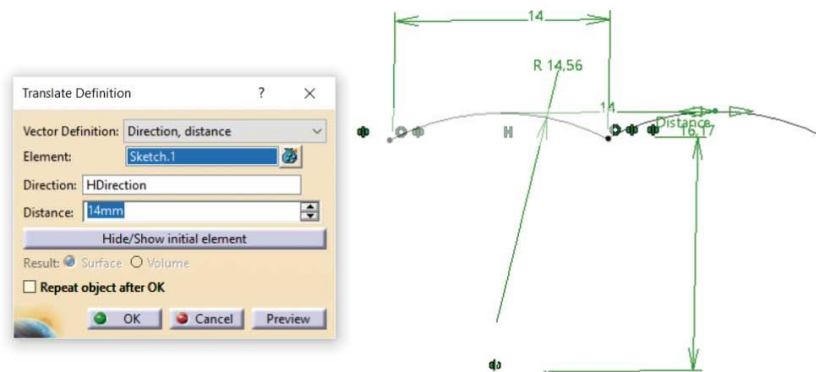 Translate Definition
?
Vector Definition: Direction, distance
Element: Sketch.1
Direction: HDirection
Distance: 14mm
Hide/Show initial element
Result: Surface Volume
Repeat object after OK
OK Cancel Preview
14
R 14,56
14
Distance
H
16,17